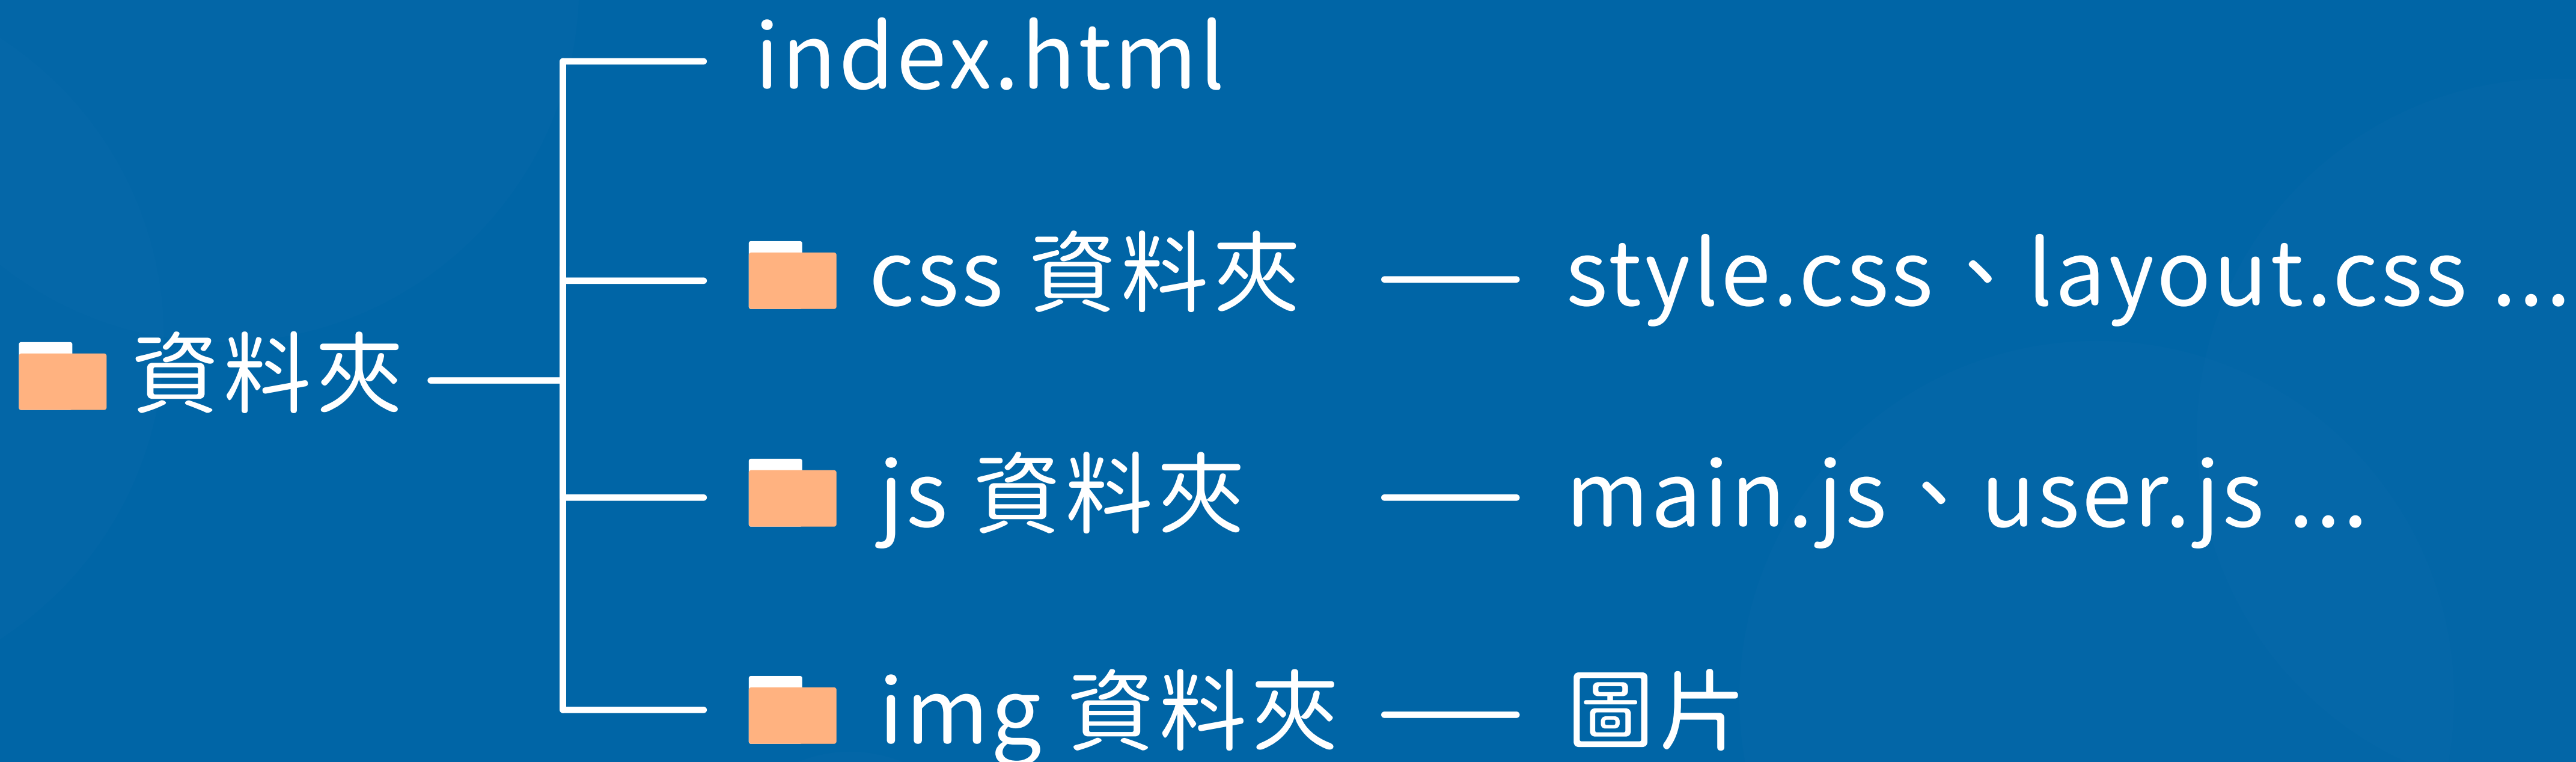 index.html
css 資料夾 style.css、layout.css ...
資料夾
js 資料夾 main.js、user.js ...
img 資料夾 圖片